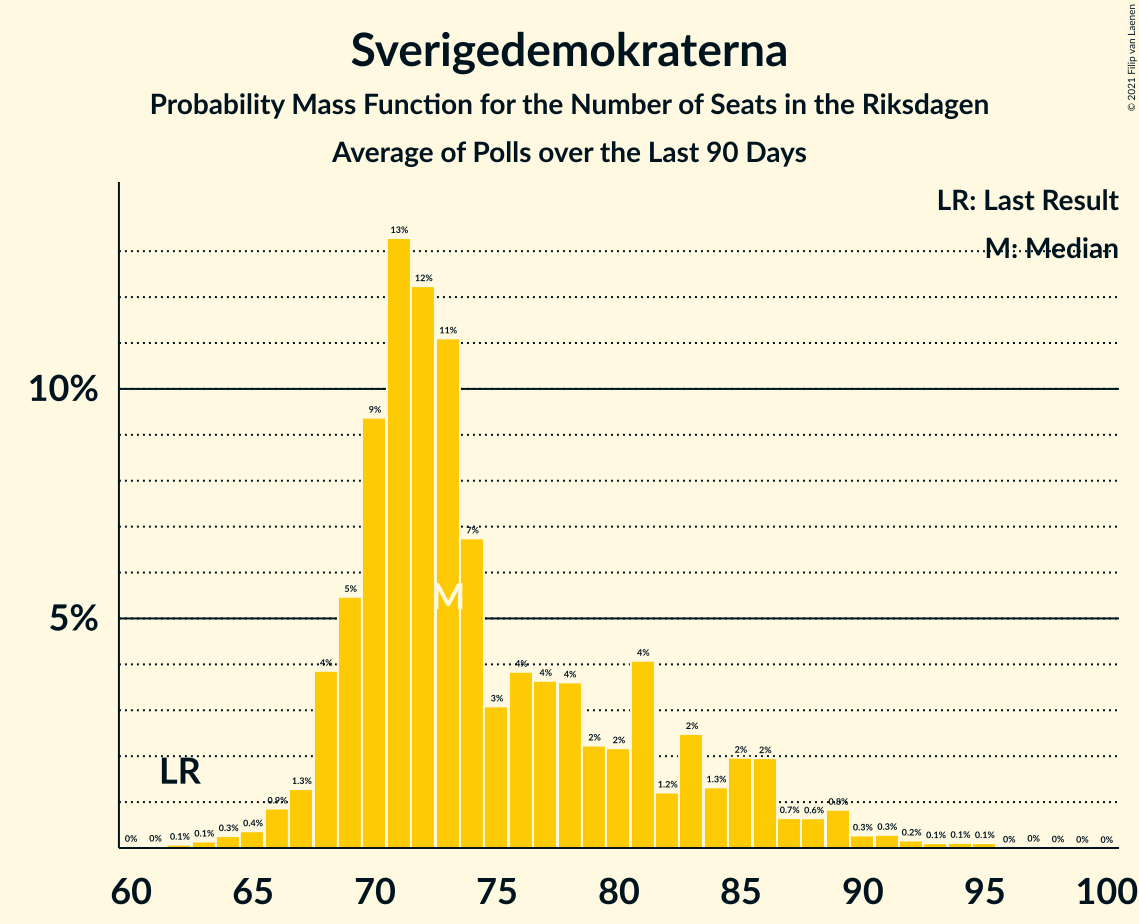 Sverigedemokraterna
Probability Mass Function for the Number of Seats in the Riksdagen
Average of Polls over the Last 90 Days
© 2021 Filip van Laenen
LR: Last Result
M: Median
10%
5%
0% 0% 0.1% 0.1% 0.3% 0.4% 0.9% 1.3% 4% 5% 9% 13% 12% 11% 7% 3% 4% 4% 4% 2% 2% 4% 1.2% 2% 1.3% 2% 2% 0.7% 0.6% 0.8% 0.3% 0.3% 0.2% 0.1% 0.1% 0.1% 0% 0% 0% 0% 0%
M
LR
60 65 70 75 80 85 90 95 100